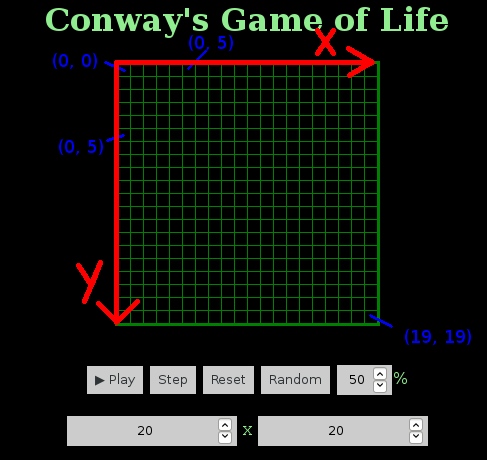 Conway's Game of Life
(0, 5)
X
(0, 0)
(0, 5)
Y
(19, 19)
▶ Play Step Reset Random 50 %
20 x 20